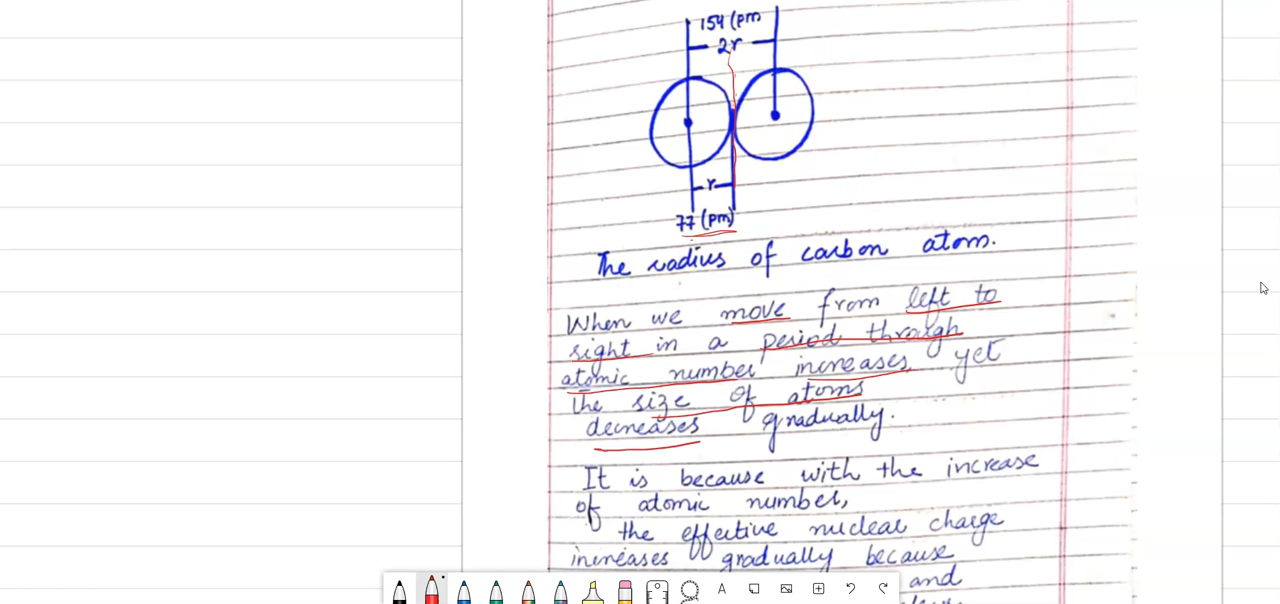 154 (pm
2r
r
77 (pm)
The radius of carbon atom.
When we move from left to
right in a period through
atomic number increases yet
the size of atoms
decreases gradually.
It is because with the increase
of atomic number,
the effective nuclear charge
increases gradually because
and
A